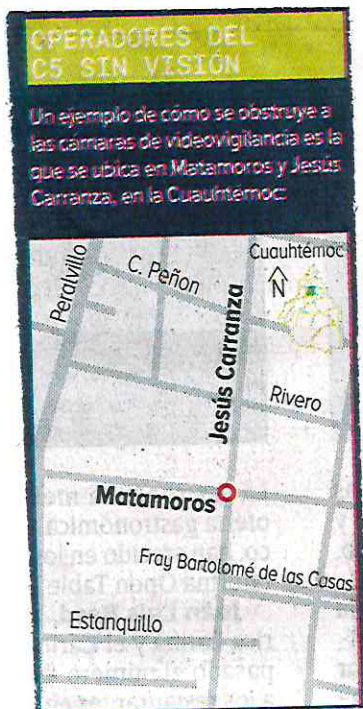 OPERADORES DEL
C5 SIN VISIÓN
Un ejemplo de cómo se obstruye a
las cámaras de videovigilancia es la
que se ubica en Matamoros y Jesús
Carranza, en la Cuauhtémoc:
Cuauhtémoc
N
Peralvillo
C. Peñon
Jesús Carranza
Rivero
Matamoros
Fray Bartolomé de las Casas
Estanquillo